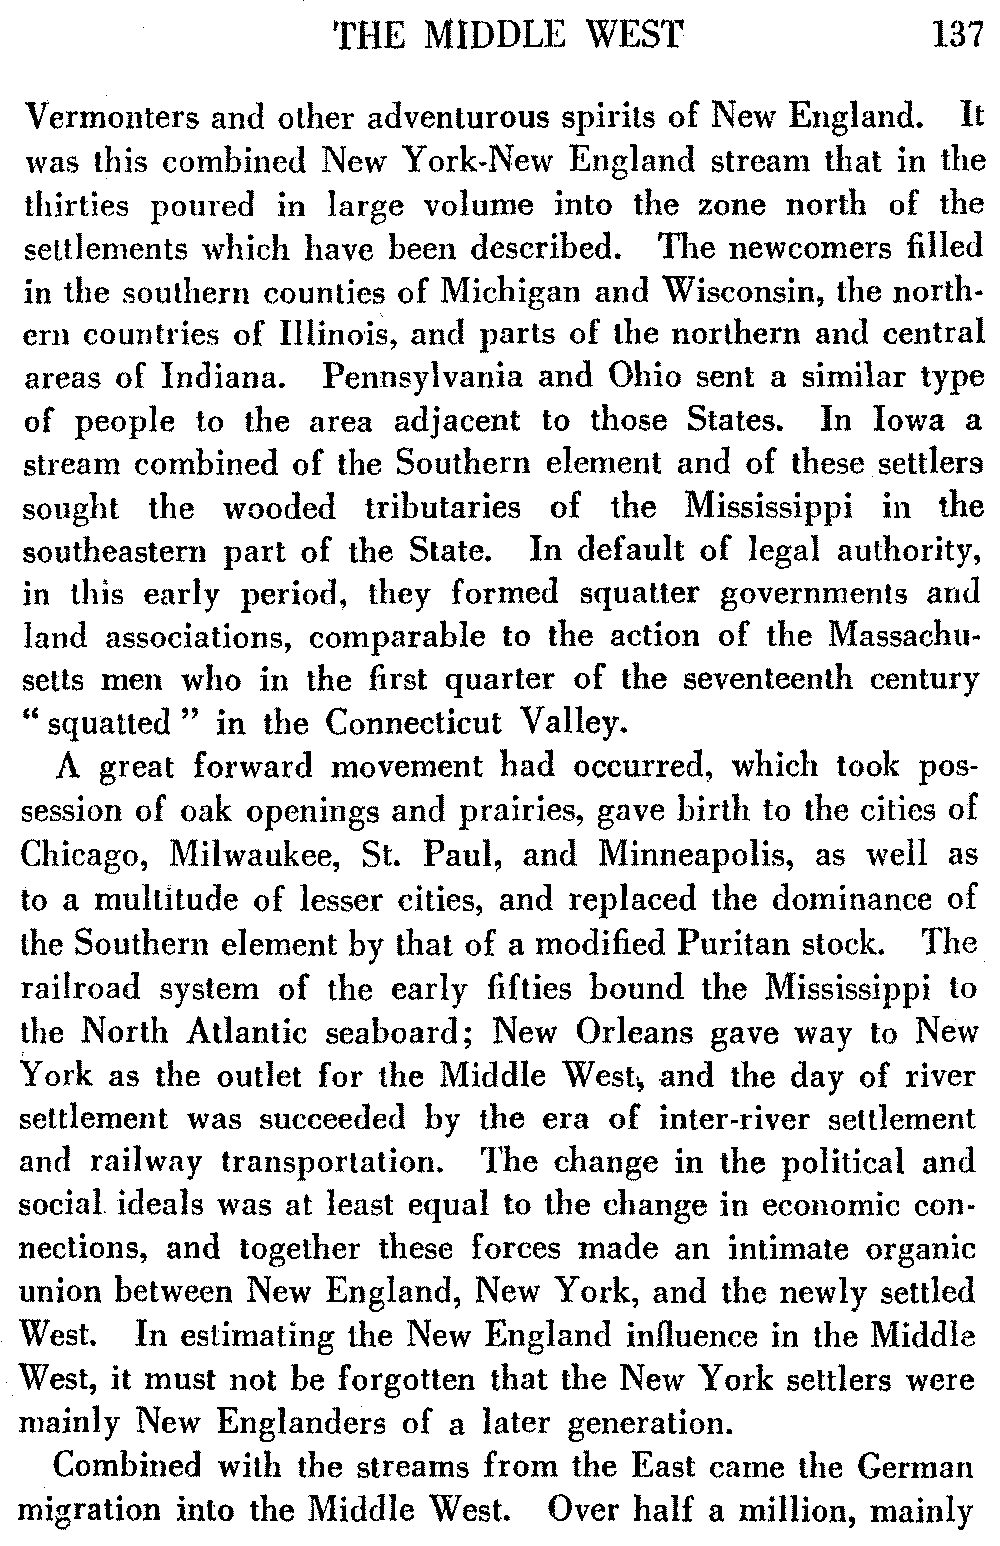 THE MIDDLE WEST 137
Vermonters and other adventurous spirits of New England. It
was this combined New York-New England stream that in the
thirties poured in large volume into the zone north of the
settlements which have been described. The newcomers filled
in the southern counties of Michigan and Wisconsin, the north-
ern countries of Illinois, and parts of the northern and central
areas of Indiana. Pennsylvania and Ohio sent a similar type
of people to the area adjacent to those States. In Iowa a
stream combined of the Southern element and of these settlers
sought the wooded tributaries of the Mississippi in the
southeastern part of the State. In default of legal authority,
in this early period, they formed squatter governments and
land associations, comparable to the action of the Massachu-
setts men who in the first quarter of the seventeenth century
“squatted” in the Connecticut Valley.
A great forward movement had occurred, which took pos-
session of oak openings and prairies, gave birth to the cities of
Chicago, Milwaukee, St. Paul, and Minneapolis, as well as
to a multitude of lesser cities, and replaced the dominance of
the Southern element by that of a modified Puritan stock. The
railroad system of the early fifties bound the Mississippi to
the North Atlantic seaboard; New Orleans gave way to New
York as the outlet for the Middle West, and the day of river
settlement was succeeded by the era of inter-river settlement
and railway transportation. The change in the political and
social ideals was at least equal to the change in economic con-
nections, and together these forces made an intimate organic
union between New England, New York, and the newly settled
West. In estimating the New England influence in the Middle
West, it must not be forgotten that the New York settlers were
mainly New Englanders of a later generation.
Combined with the streams from the East came the German
migration into the Middle West. Over half a million, mainly